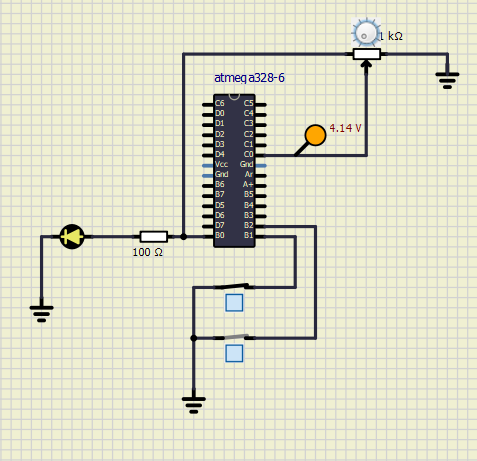 1 kΩ
atmega328-6
4.14 V
C6 C5
D0 C4
D1 C3
D2 C2
D3 C1
D4 C0
Vcc Gnd
Gnd Ar
B6 A+
B7 B5
D5 B4
D6 B3
D7 B2
B0 B1
100 Ω